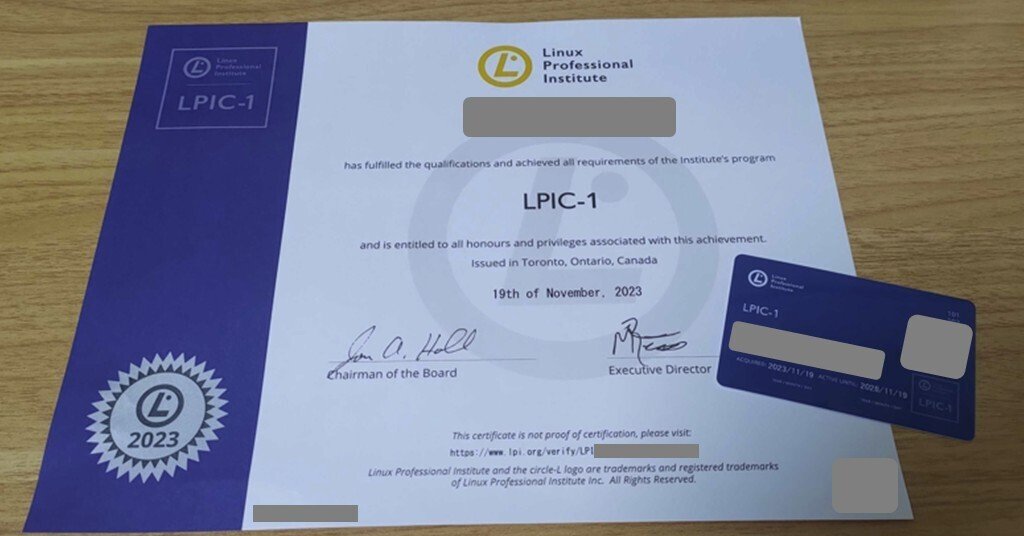 Linux
Professional
Institute
LPIC-1
Linux
Professional
Institute
has fulfilled the qualifications and achieved all requirements of the Institute's program
LPIC-1
and is entitled to all honours and privileges associated with this achievement.
Issued in Toronto, Ontario, Canada
19th of November, 2023
Jon A. Hall
Chairman of the Board
Executive Director
2023
This certificate is not proof of certification, please visit:
https://www.lpi.org/verify/LPI
Linux Professional Institute and the circle-L logo are trademarks and registered trademarks
of Linux Professional Institute Inc. All Rights Reserved.
Linux
Professional
Institute
LPIC-1
101
ACQUIRED: 2023/11/19 ACTIVE UNTIL: 2028/11/19
LPIC-1